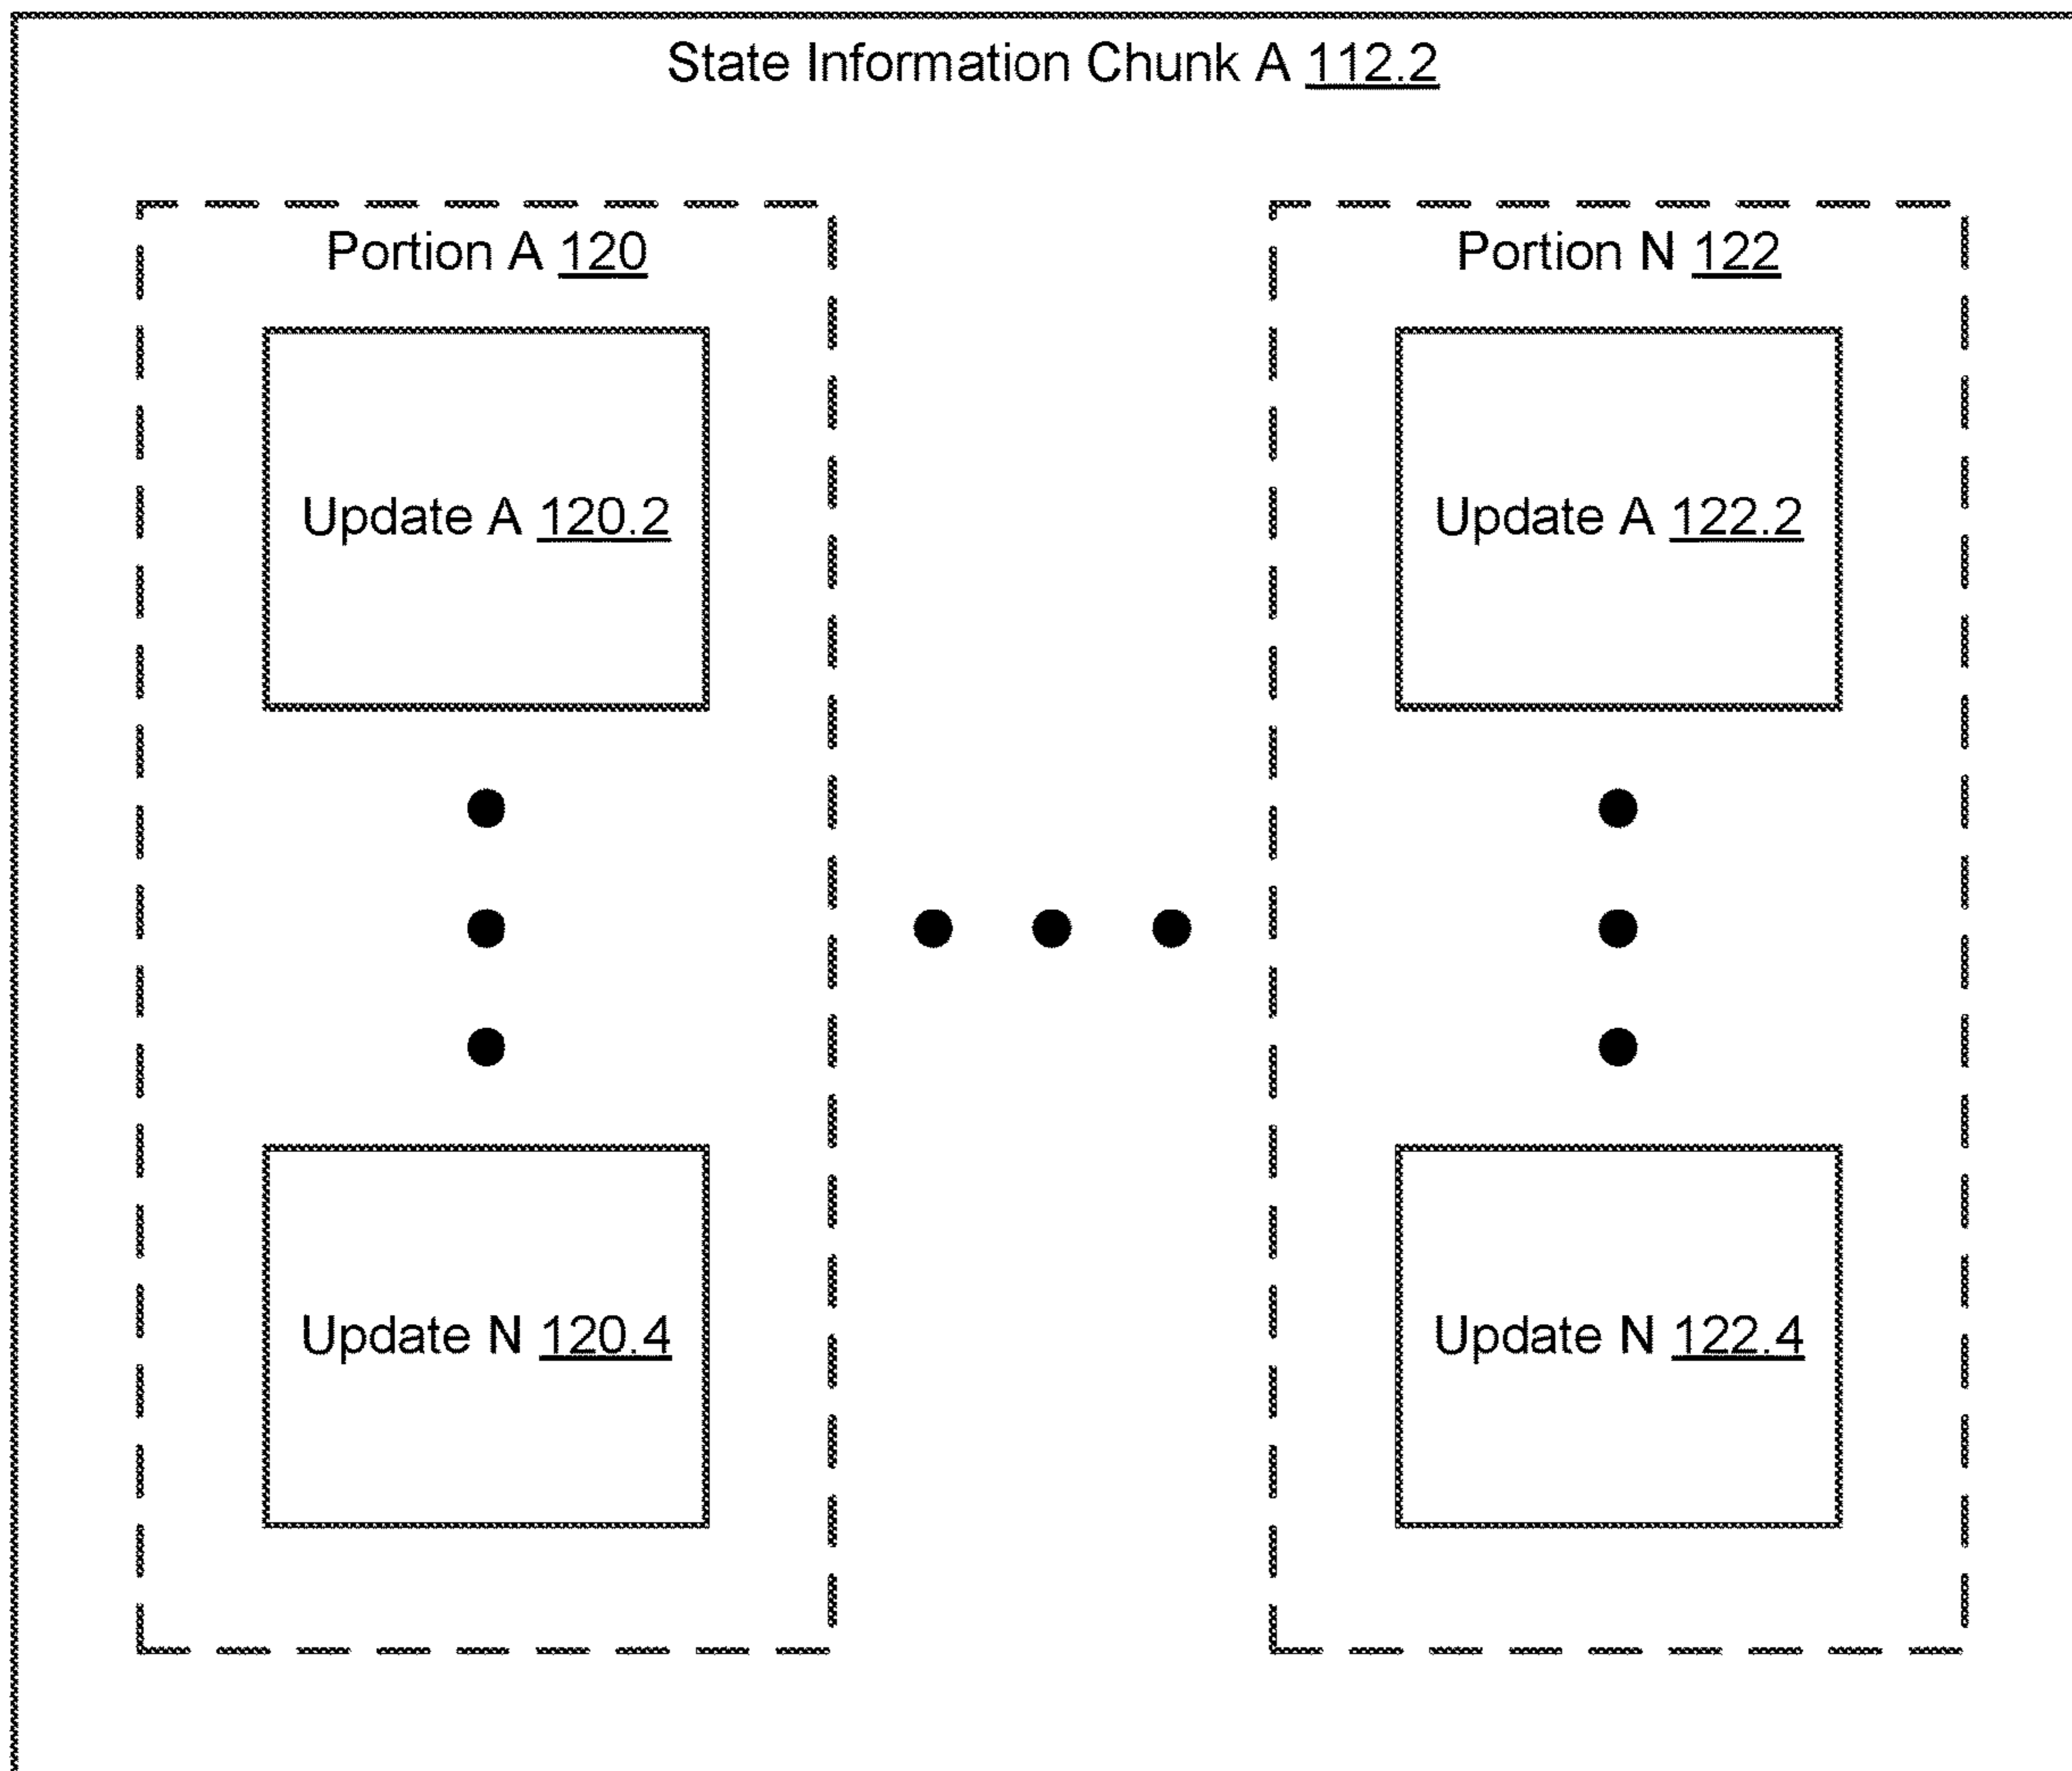 State Information Chunk A 112.2
Portion A 120
Update A 120.2
Update N 120.4
Portion N 122
Update A 122.2
Update N 122.4